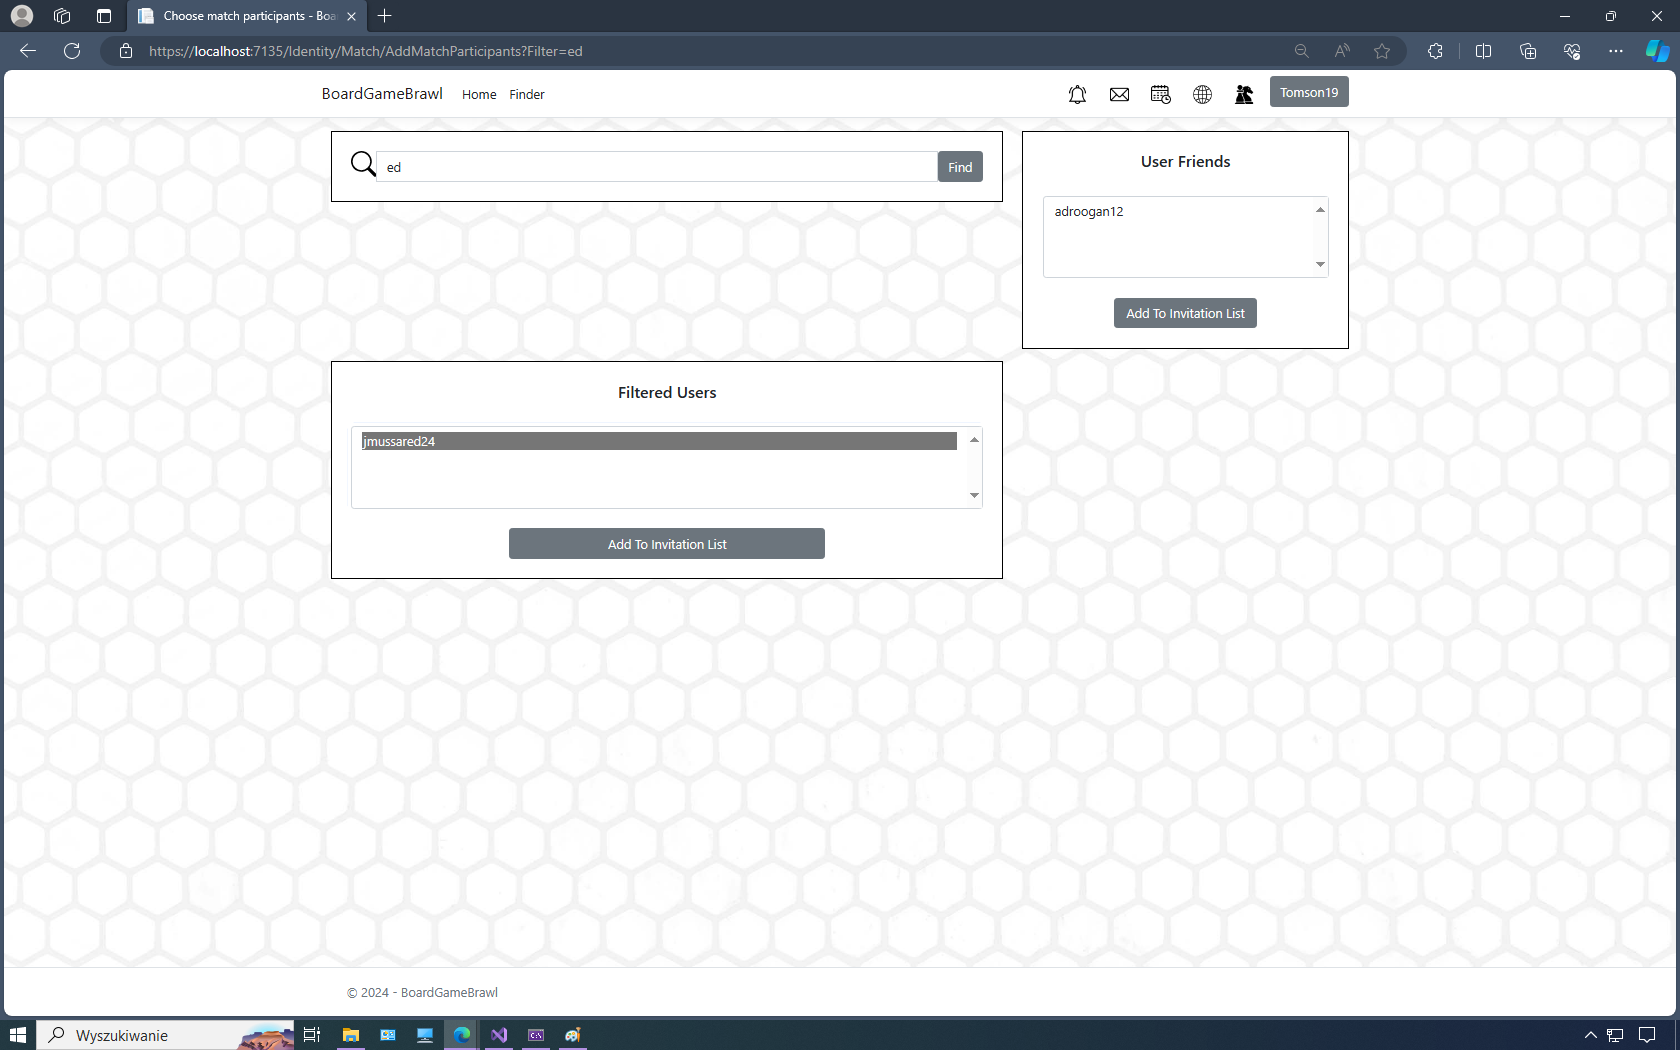 Choose match participants - Boa
https://localhost:7135/Identity/Match/AddMatchParticipants?Filter=ed
BoardGameBrawl Home Finder Tomson19
ed Find
User Friends
adroogan12
Add To Invitation List
Filtered Users
jmussared24
Add To Invitation List
© 2024 - BoardGameBrawl
Wyszukiwanie